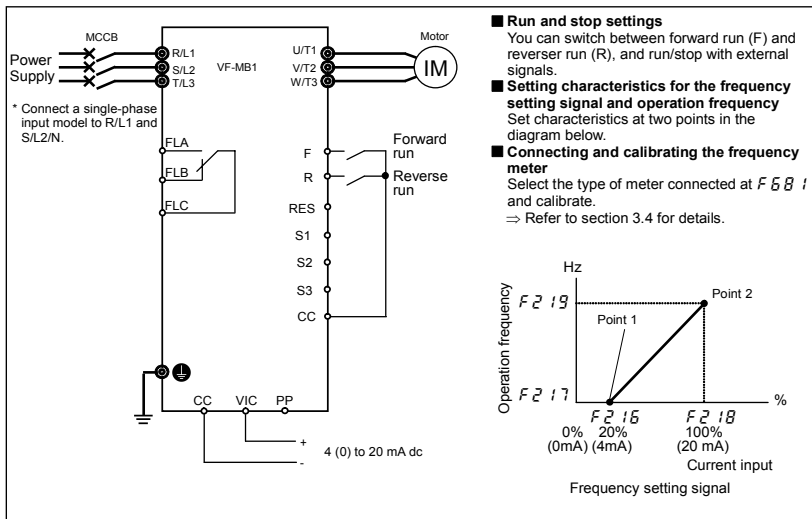 MCCB
Power
Supply
R/L1
S/L2
T/L3
VF-MB1
U/T1
V/T2
W/T3
Motor
IM
* Connect a single-phase
input model to R/L1 and
S/L2/N.
FLA
FLB
FLC
F
R
RES
S1
S2
S3
CC
Forward
run
Reverse
run
CC VIC PP
+
-
4 (0) to 20 mA dc
■ Run and stop settings
You can switch between forward run (F) and
reverser run (R), and run/stop with external
signals.
■ Setting characteristics for the frequency
setting signal and operation frequency
Set characteristics at two points in the
diagram below.
■ Connecting and calibrating the frequency
meter
Select the type of meter connected at F681
and calibrate.
⇒ Refer to section 3.4 for details.
Hz
Operation frequency
F219
F217
Point 1
Point 2
%
F216 F218
0% 20% 100%
(0mA) (4mA) (20 mA)
Current input
Frequency setting signal